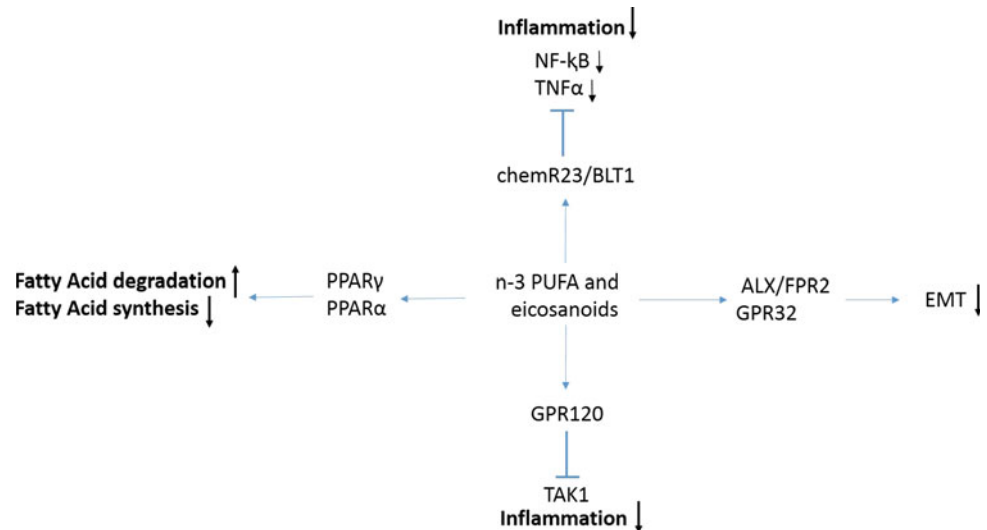 Inflammation ↓
NF-ⱪB ↓
TNFα ↓
chemR23/BLT1
Fatty Acid degradation ↑
Fatty Acid synthesis ↓
PPARγ
PPARα
n-3 PUFA and
eicosanoids
ALX/FPR2
GPR32
EMT ↓
GPR120
TAK1
Inflammation ↓